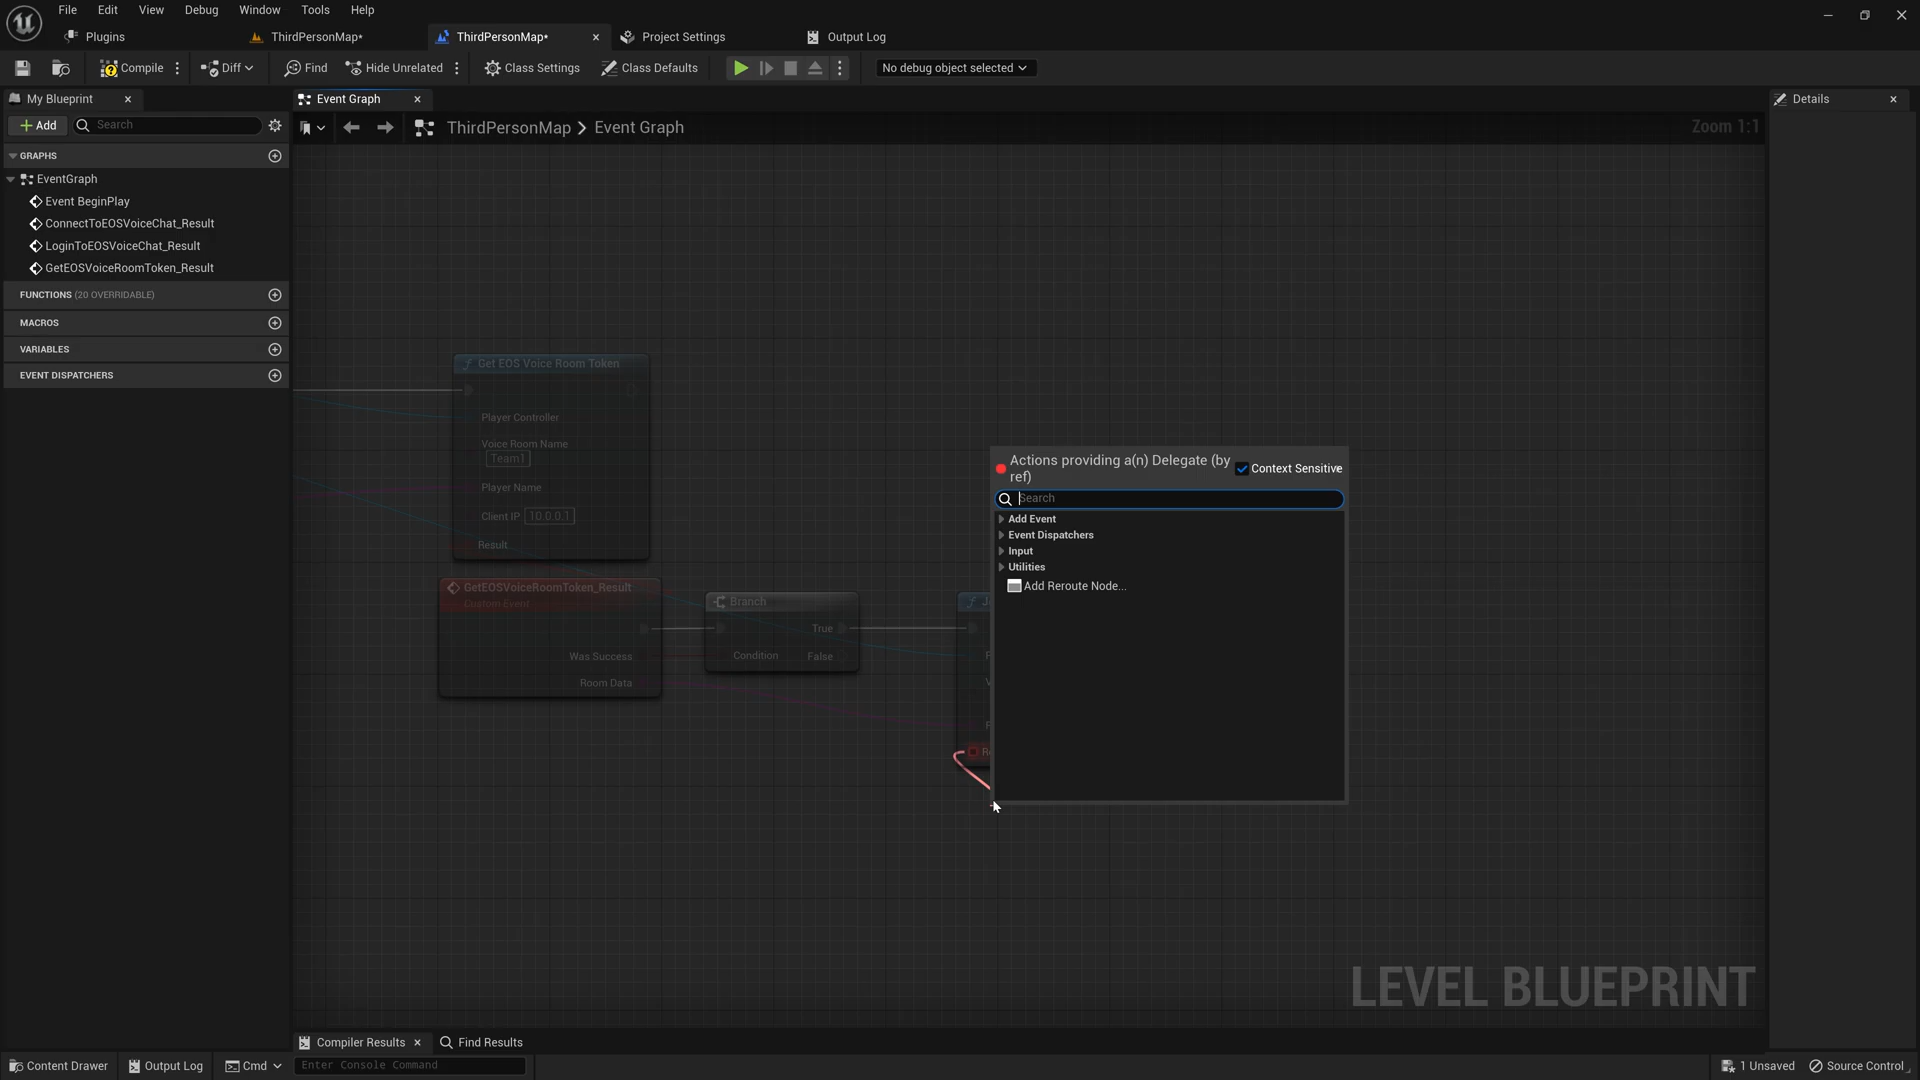 File Edit View Debug Window Tools Help
Plugins ThirdPersonMap* ThirdPersonMap* Project Settings Output Log
Compile Diff Find Hide Unrelated Class Settings Class Defaults No debug object selected
My Blueprint Event Graph Details
Add Search ThirdPersonMap Event Graph Zoom 1:1
GRAPHS
EventGraph
Event BeginPlay
ConnectToEOSVoiceChat_Result
LoginToEOSVoiceChat_Result
GetEOSVoiceRoomToken_Result
FUNCTIONS (20 OVERRIDABLE)
MACROS
VARIABLES
EVENT DISPATCHERS
Get EOS Voice Room Token
Player Controller
Voice Room Name
Team1
Player Name
Client IP 10.0.0.1
Result
GetEOSVoiceRoomToken_Result
Custom Event
Was Success
Room Data
Branch
True
Condition False
Actions providing a(n) Delegate (by
ref)
Context Sensitive
Search
Add Event
Event Dispatchers
Input
Utilities
Add Reroute Node...
LEVEL BLUEPRINT
Compiler Results Find Results
Content Drawer Output Log Cmd Enter Console Command 1 Unsaved Source Control